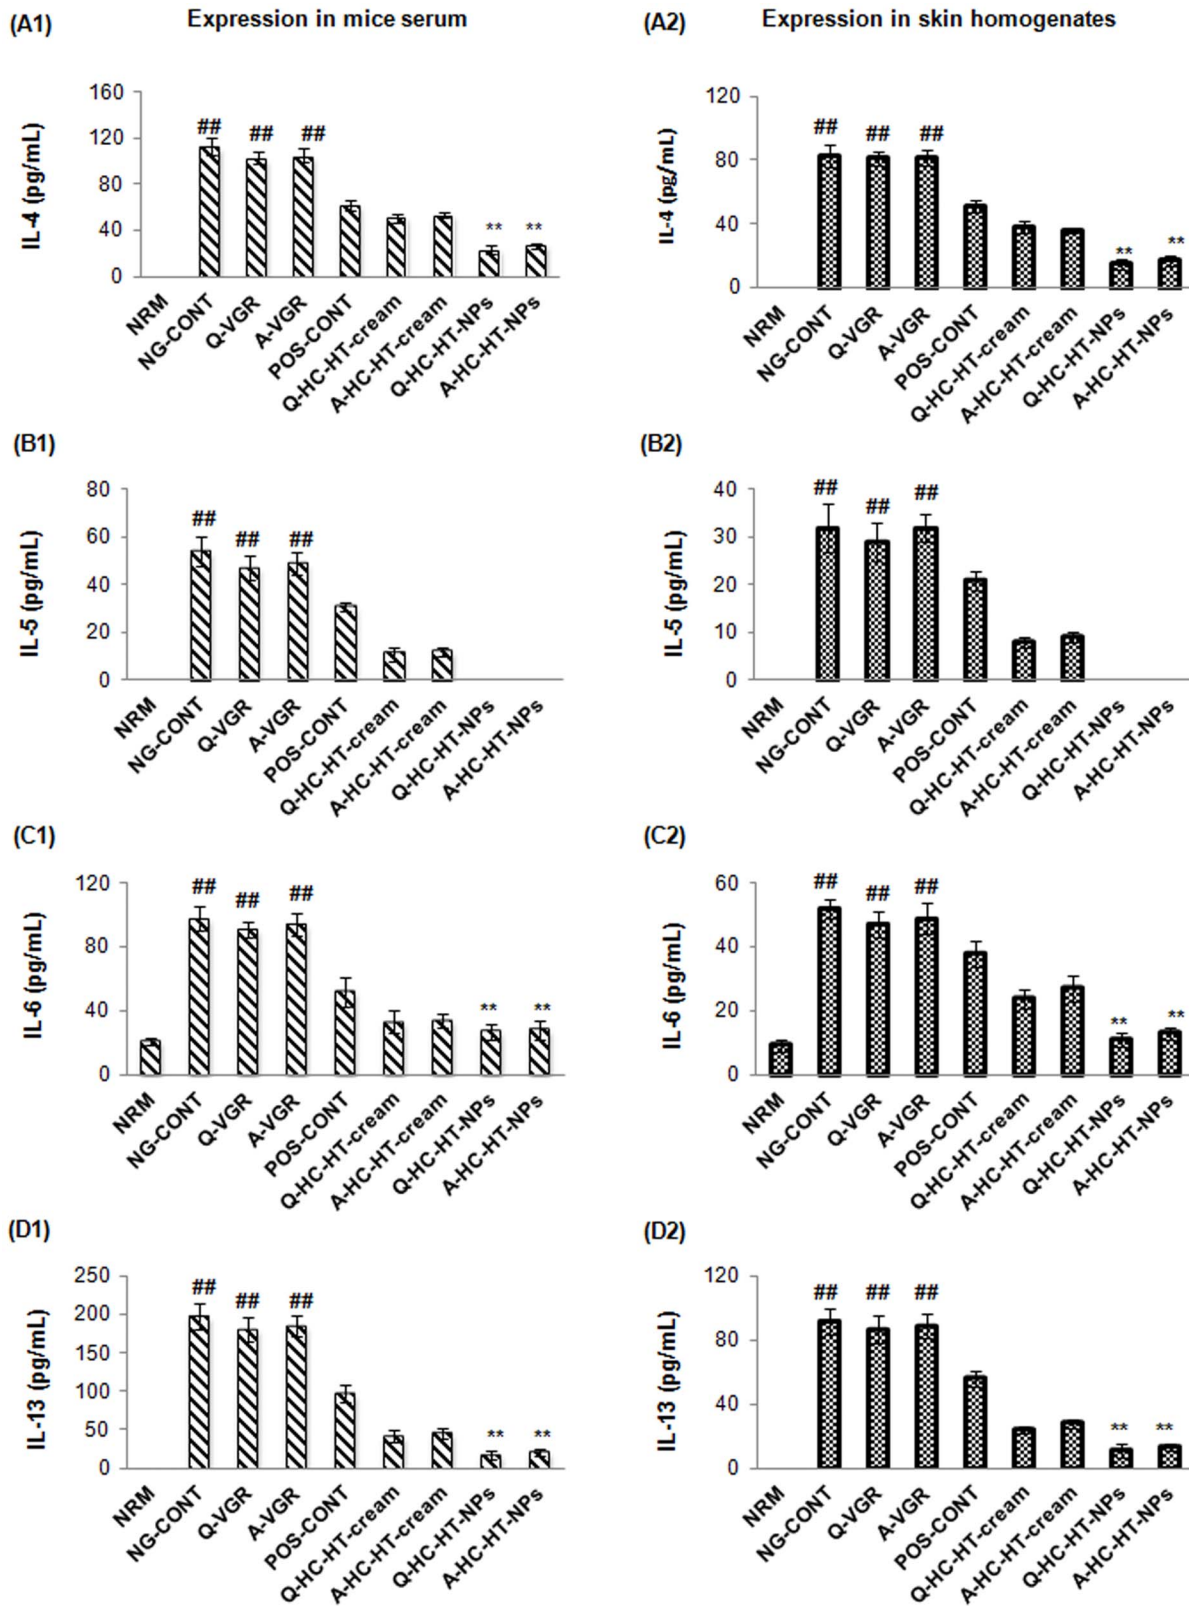 (A1) Expression in mice serum
IL-4 (pg/mL)
160
120
80
40
0
## ## ## ** **
NRM NG-CONT Q-VGR A-VGR POS-CONT Q-HC-HT-cream A-HC-HT-cream Q-HC-HT-NPs A-HC-HT-NPs
(A2) Expression in skin homogenates
IL-4 (pg/mL)
120
80
40
0
## ## ## ** **
NRM NG-CONT Q-VGR A-VGR POS-CONT Q-HC-HT-cream A-HC-HT-cream Q-HC-HT-NPs A-HC-HT-NPs
(B1)
IL-5 (pg/mL)
80
60
40
20
0
## ## ##
NRM NG-CONT Q-VGR A-VGR POS-CONT Q-HC-HT-cream A-HC-HT-cream Q-HC-HT-NPs A-HC-HT-NPs
(B2)
IL-5 (pg/mL)
40
30
20
10
0
## ## ##
NRM NG-CONT Q-VGR A-VGR POS-CONT Q-HC-HT-cream A-HC-HT-cream Q-HC-HT-NPs A-HC-HT-NPs
(C1)
IL-6 (pg/mL)
120
80
40
0
## ## ## ** **
NRM NG-CONT Q-VGR A-VGR POS-CONT Q-HC-HT-cream A-HC-HT-cream Q-HC-HT-NPs A-HC-HT-NPs
(C2)
IL-6 (pg/mL)
60
40
20
0
## ## ## ** **
NRM NG-CONT Q-VGR A-VGR POS-CONT Q-HC-HT-cream A-HC-HT-cream Q-HC-HT-NPs A-HC-HT-NPs
(D1)
IL-13 (pg/mL)
250
200
150
100
50
0
## ## ## ** **
NRM NG-CONT Q-VGR A-VGR POS-CONT Q-HC-HT-cream A-HC-HT-cream Q-HC-HT-NPs A-HC-HT-NPs
(D2)
IL-13 (pg/mL)
120
80
40
0
## ## ## ** **
NRM NG-CONT Q-VGR A-VGR POS-CONT Q-HC-HT-cream A-HC-HT-cream Q-HC-HT-NPs A-HC-HT-NPs